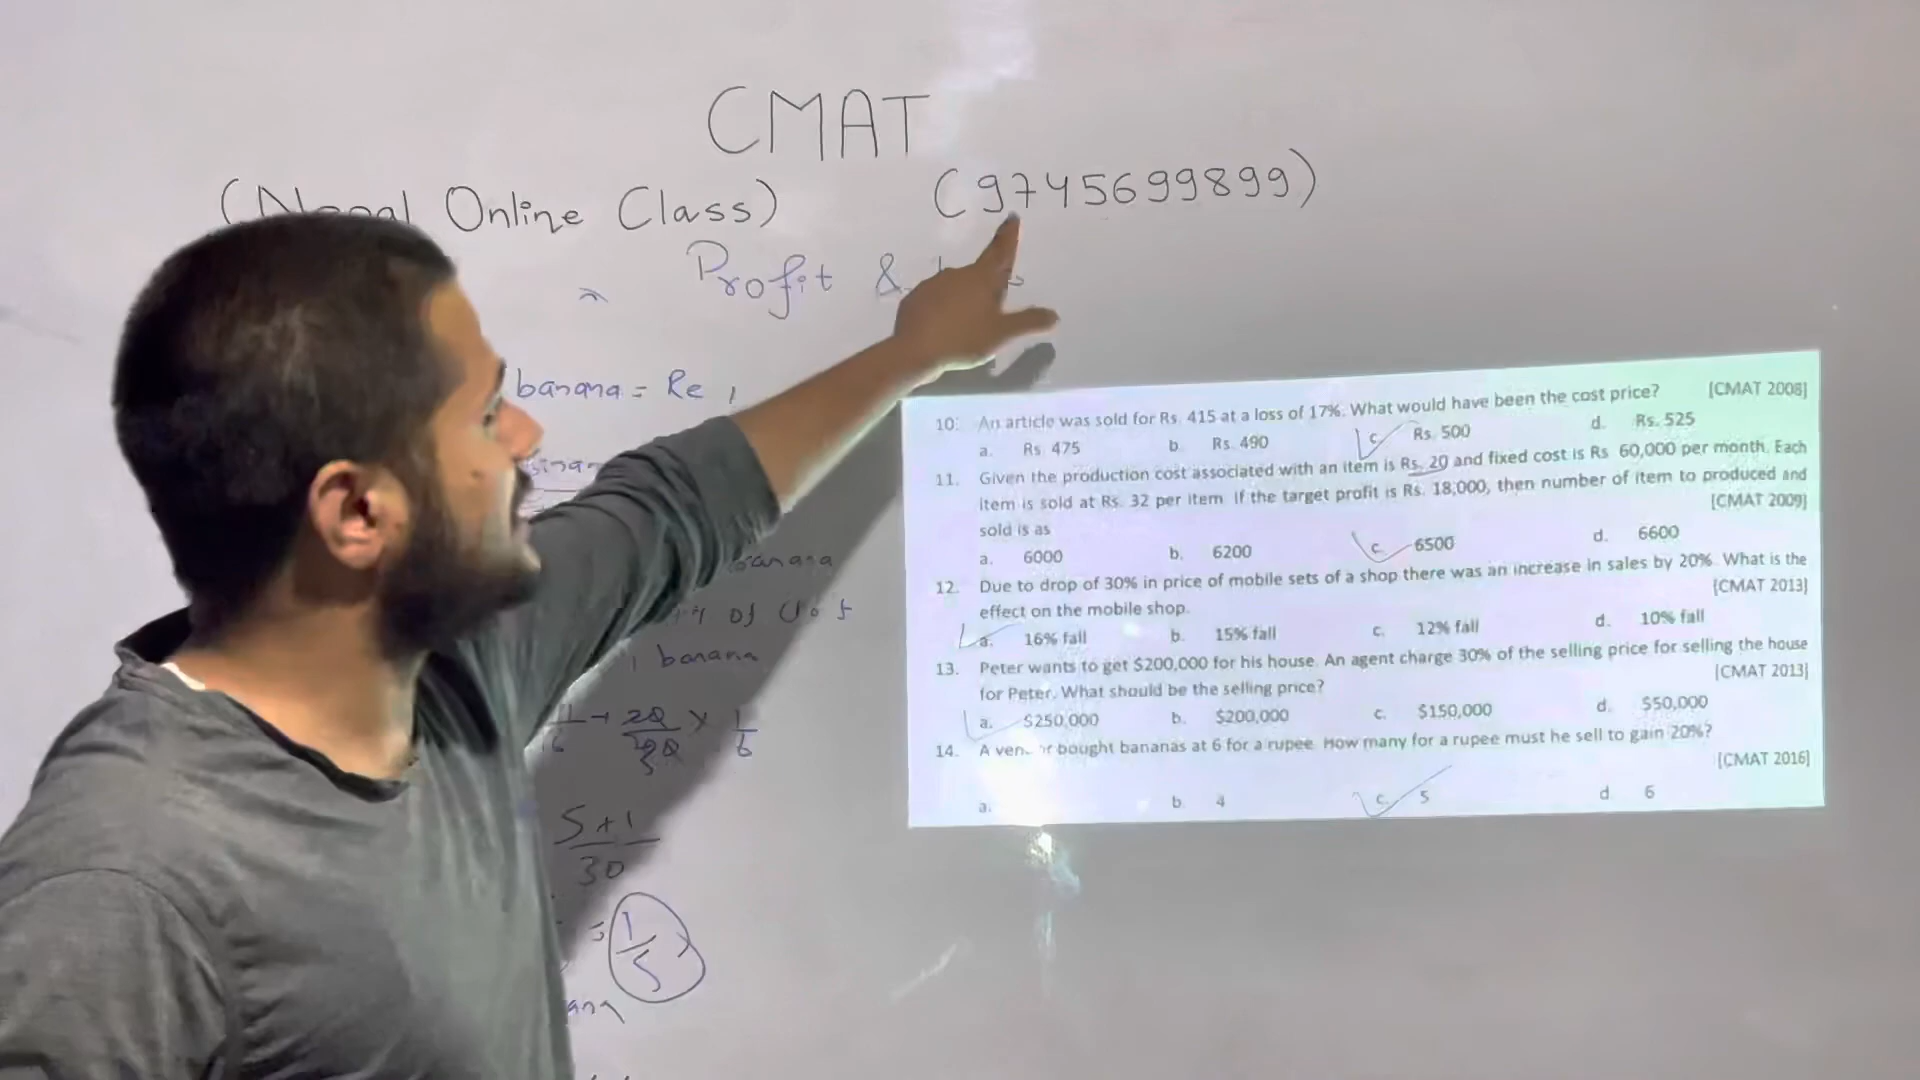 CMAT
Online Class) (9745699899)
Profit &
banana = Re 1
banana
of
1 banana
20 × 1
30 6
5+1
30
= 1
5
10. An article was sold for Rs. 415 at a loss of 17%. What would have been the cost price? [CMAT 2008]
a. Rs. 475 b. Rs. 490 c. Rs. 500 d. Rs. 525
11. Given the production cost associated with an item is Rs. 20 and fixed cost is Rs 60,000 per month. Each
item is sold at Rs. 32 per item. If the target profit is Rs. 18,000, then number of item to produced and
sold is as [CMAT 2009]
a. 6000 b. 6200 c. 6500 d. 6600
12. Due to drop of 30% in price of mobile sets of a shop there was an increase in sales by 20%. What is the
effect on the mobile shop. [CMAT 2013]
a. 16% fall b. 15% fall c. 12% fall d. 10% fall
13. Peter wants to get $200,000 for his house. An agent charge 30% of the selling price for selling the house
for Peter. What should be the selling price? [CMAT 2013]
a. $250,000 b. $200,000 c. $150,000 d. $50,000
14. A bought bananas at 6 for a rupee. How many for a rupee must he sell to gain 20%?
[CMAT 2016]
a. b. 4 c. 5 d. 6